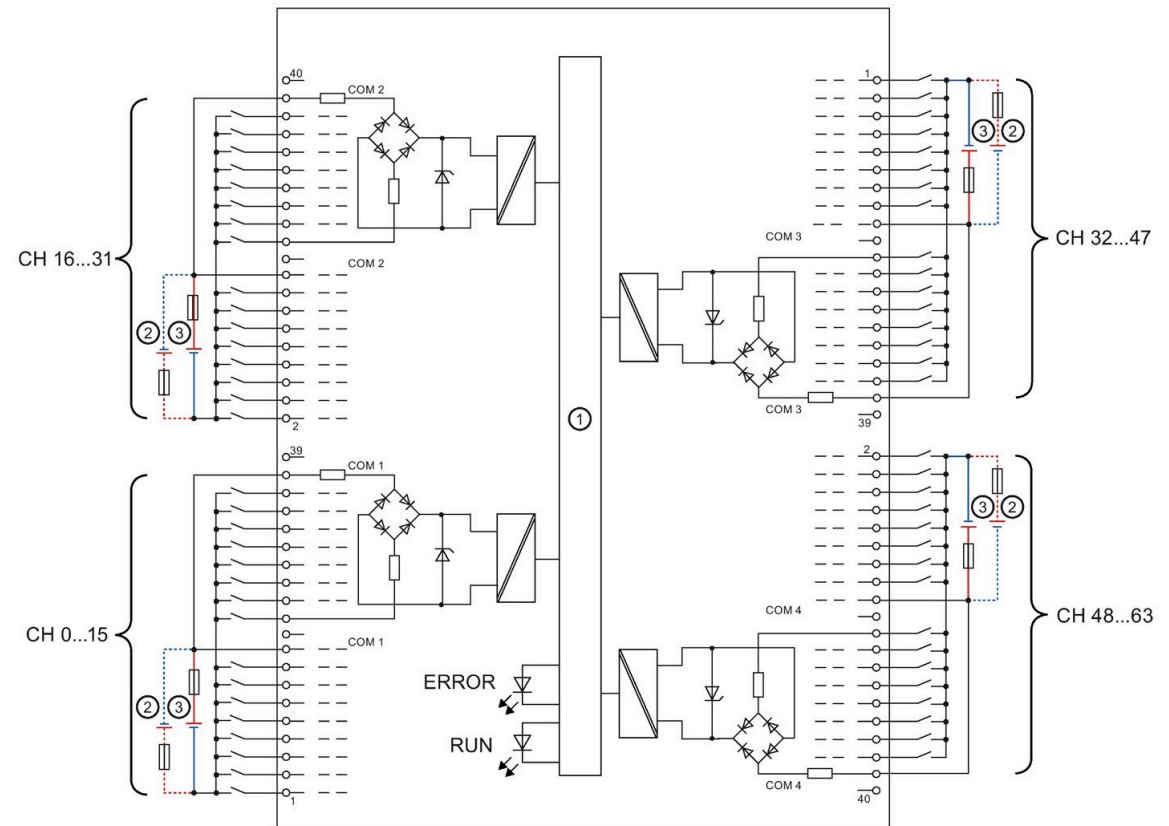 40
COM 2
CH 16...31
COM 2
2
3
2
39
COM 1
CH 0...15
COM 1
2
3
1
ERROR
RUN
1
1
3
2
COM 3
CH 32...47
COM 3
39
2
3
2
COM 4
CH 48...63
COM 4
40